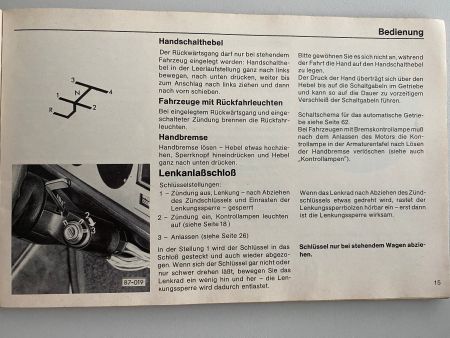 Bedienung
Handschalthebel
Der Rückwärtsgang darf nur bei stehendem
Fahrzeug eingelegt werden: Handschalthe-
bel in der Leerlaufstellung ganz nach links
bewegen, nach unten drücken, weiter bis
zum Anschlag nach links ziehen und dann
nach vorn schieben.
Fahrzeuge mit Rückfahrleuchten
Bei eingelegtem Rückwärtsgang und einge-
schalteter Zündung brennen die Rückfahr-
leuchten.
Handbremse
Handbremse lösen – Hebel etwas hochzie-
hen, Sperrknopf hineindrücken und Hebel
ganz nach unten drücken.
Lenkanlaßschloß
Schlüsselstellungen:
1 – Zündung aus, Lenkung – nach Abziehen
des Zündschlüssels und Einrasten der
Lenkungssperre – gesperrt
2 – Zündung ein, Kontrollampen leuchten
auf (siehe Seite 18)
3 – Anlassen (siehe Seite 26)
In der Stellung 1 wird der Schlüssel in das
Schloß gesteckt und auch wieder abgezo-
gen. Wenn sich der Schlüssel gar nicht oder
nur schwer drehen läßt, bewegen Sie das
Lenkrad ein wenig hin und her – die Len-
kungssperre wird dadurch entlastet.
Bitte gewöhnen Sie es sich nicht an, während
der Fahrt die Hand auf den Handschalthebel
zu legen.
Der Druck der Hand überträgt sich über den
Hebel bis auf die Schaltgabeln im Getriebe
und kann so auf die Dauer zu vorzeitigem
Verschleiß der Schaltgabeln führen.
Schaltschema für das automatische Getrie-
be siehe Seite 62.
Bei Fahrzeugen mit Bremskontrollampe muß
nach dem Anlassen des Motors die Kon-
trollampe in der Armaturentafel nach Lösen
der Handbremse verlöschen (siehe auch
„Kontrollampen").
Wenn das Lenkrad nach Abziehen des Zünd-
schlüssels etwas gedreht wird, rastet der
Lenkungssperrbolzen hörbar ein – erst dann
ist die Lenkungssperre wirksam.
Schlüssel nur bei stehendem Wagen abzie-
hen.
3
N
4
1
2
R
1
2
3
87-019
15